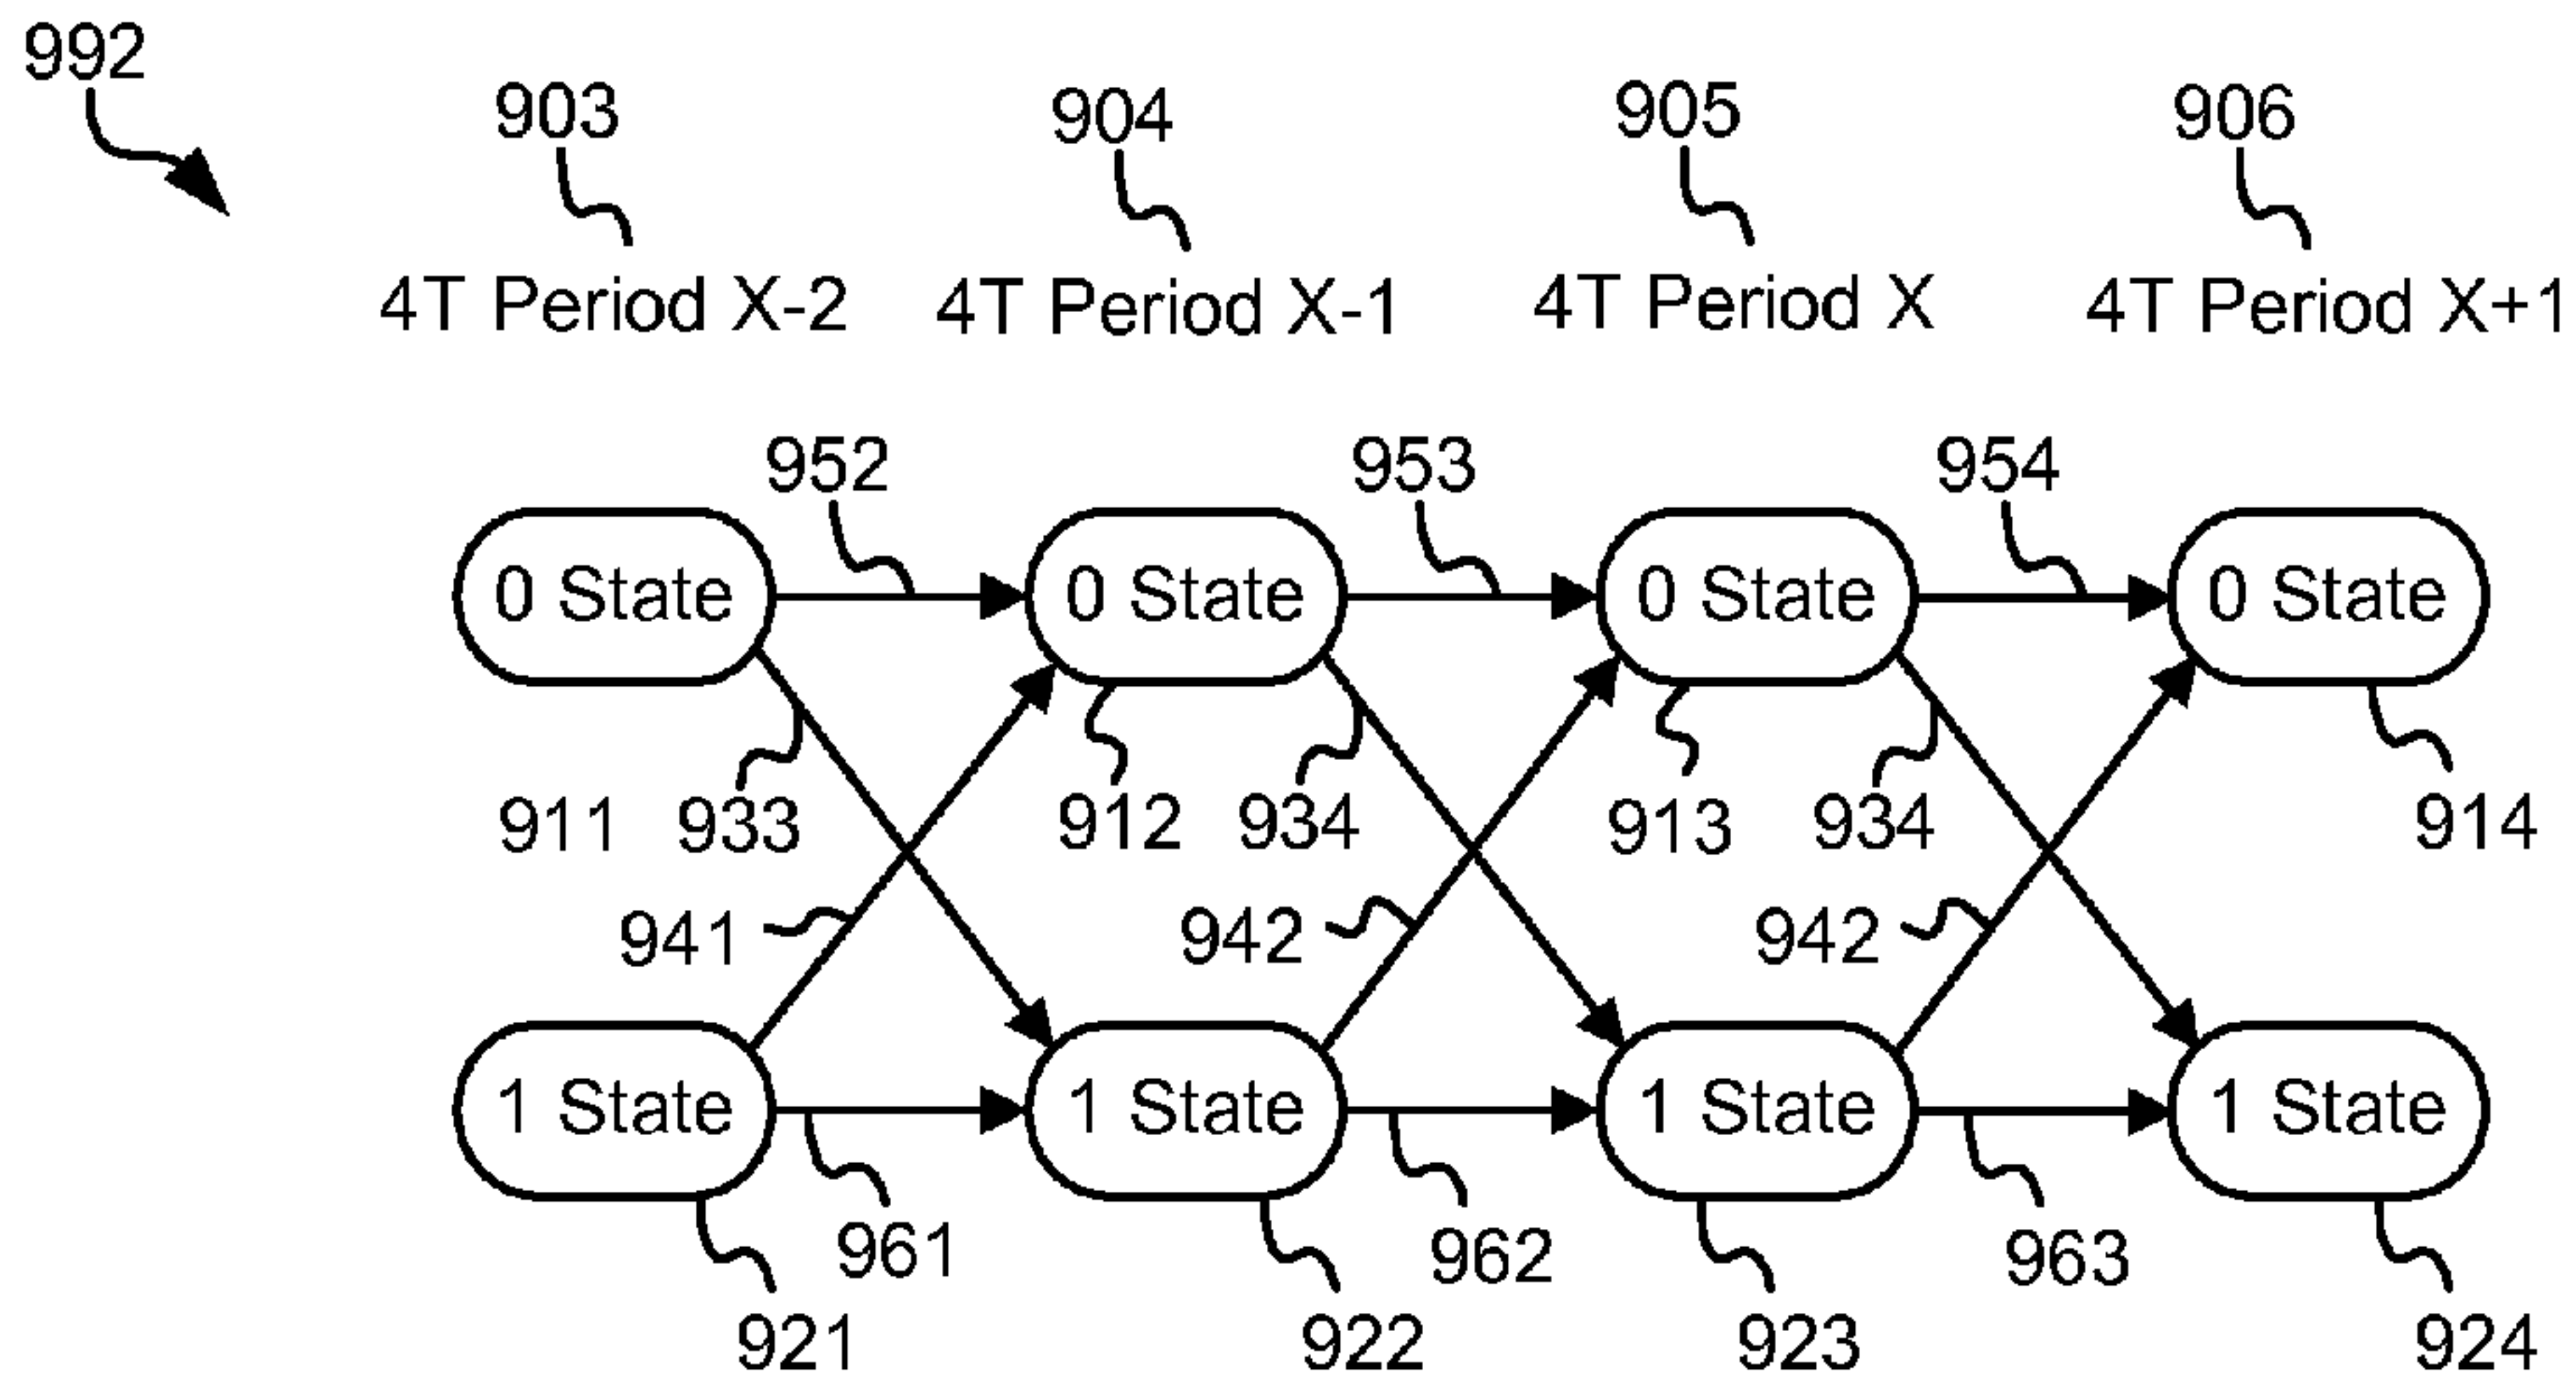 992
903 904 905 906
4T Period X-2 4T Period X-1 4T Period X 4T Period X+1
952 953 954
0 State 0 State 0 State 0 State
911 933 912 934 913 934 914
941 942 942
1 State 1 State 1 State 1 State
961 962 963
921 922 923 924